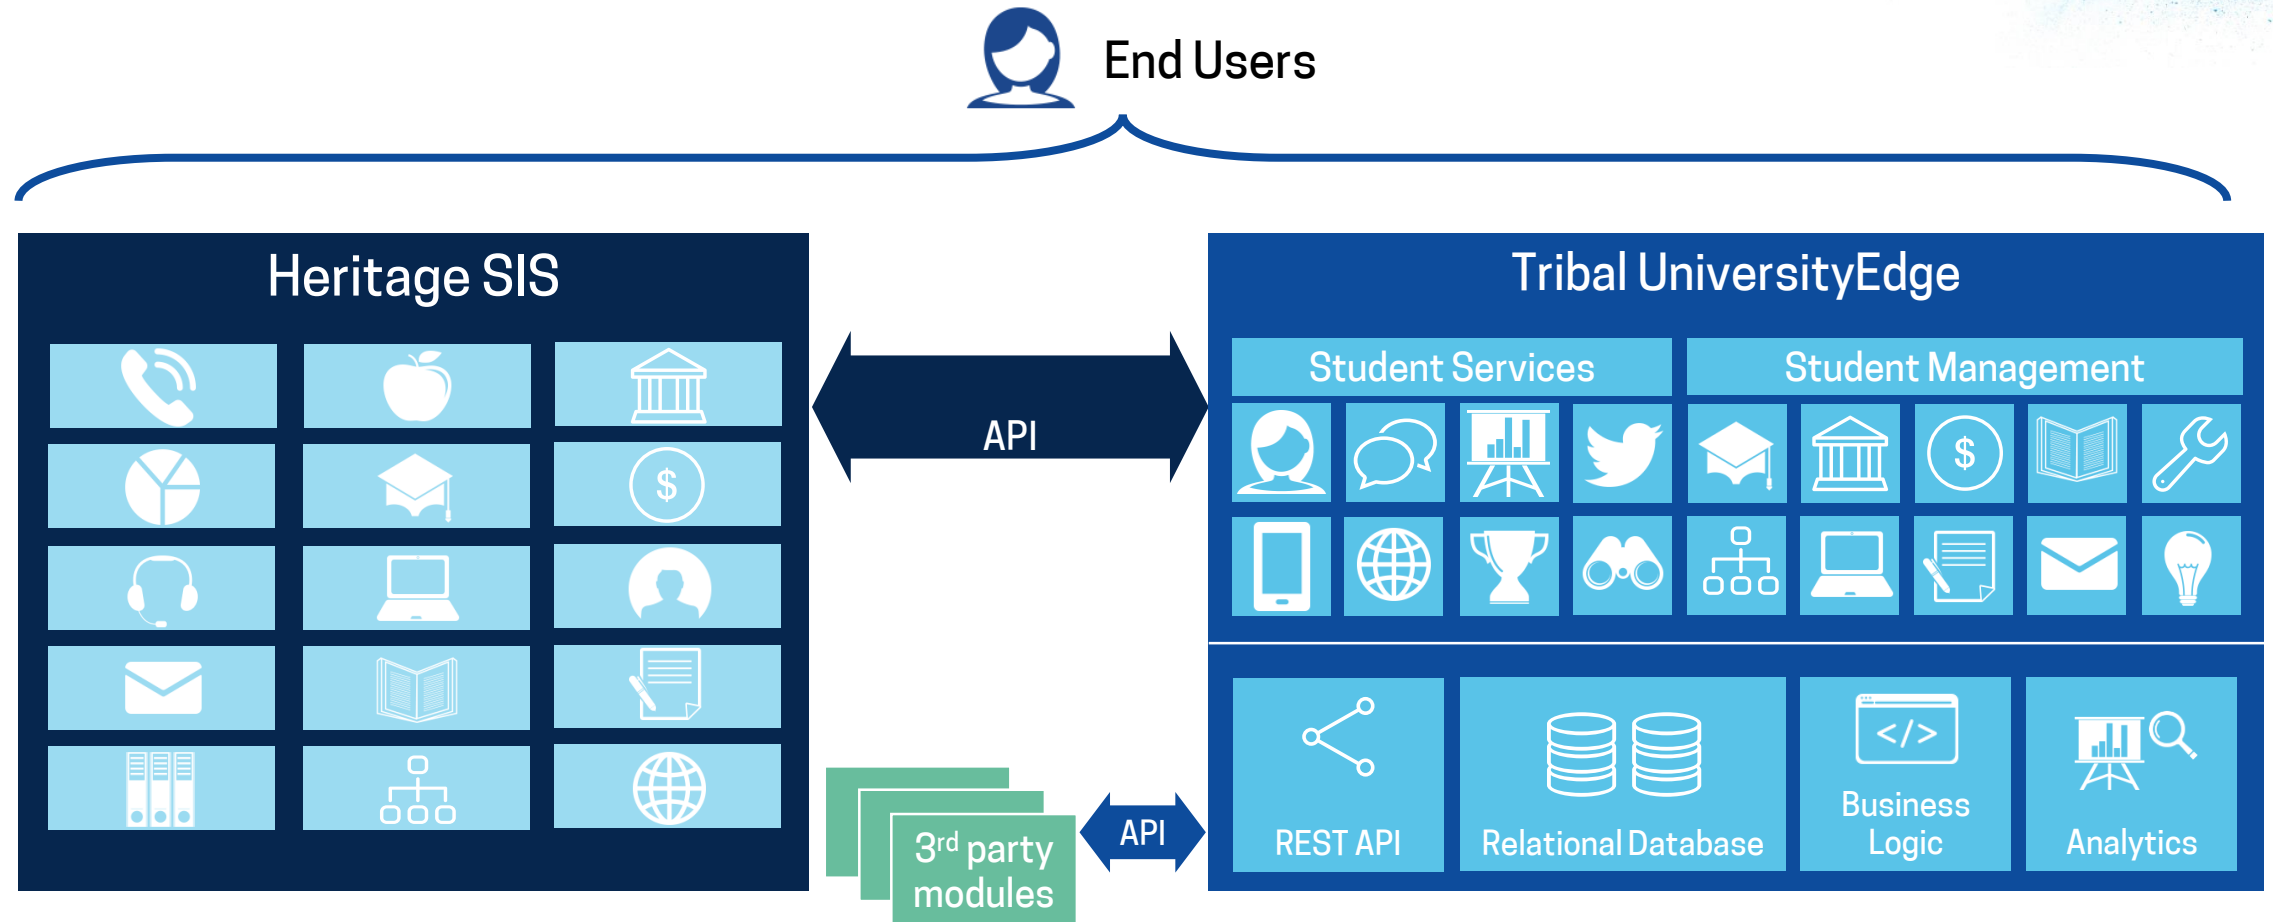 End Users
Heritage SIS
API
Tribal UniversityEdge
Student Services
Student Management
$
$
</>
3rd party
modules
API
REST API
Relational Database
Business
Logic
Analytics